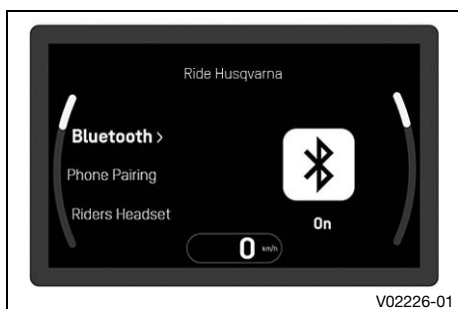 Ride Husqvarna
Bluetooth >
Phone Pairing
Riders Headset
On
0 km/h
V02226-01